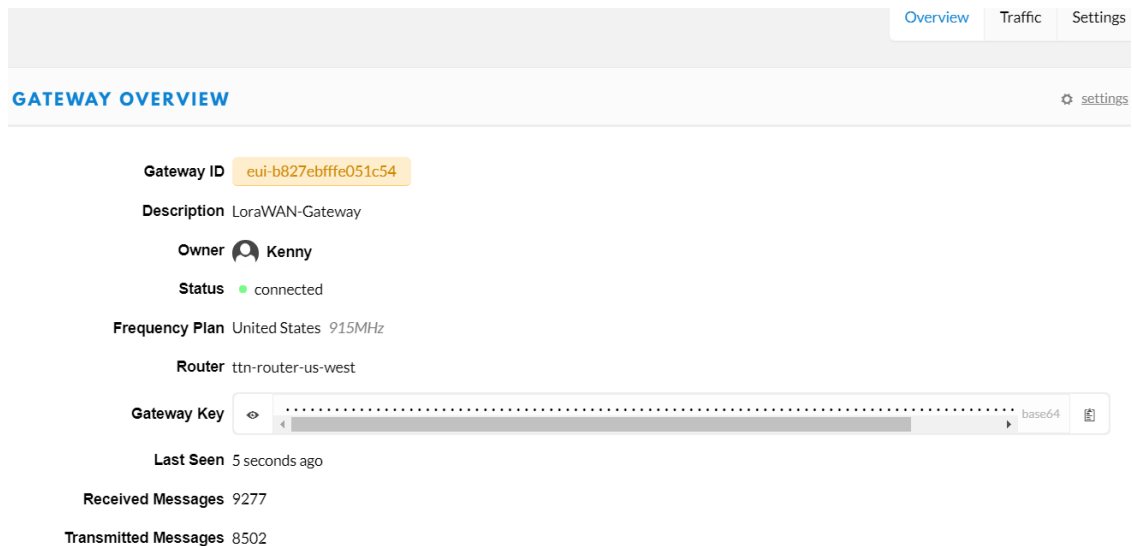 Overview Traffic Settings
GATEWAY OVERVIEW settings
Gateway ID eui-b827ebfffe051c54
Description LoraWAN-Gateway
Owner Kenny
Status connected
Frequency Plan United States 915MHz
Router ttn-router-us-west
Gateway Key base64
Last Seen 5 seconds ago
Received Messages 9277
Transmitted Messages 8502